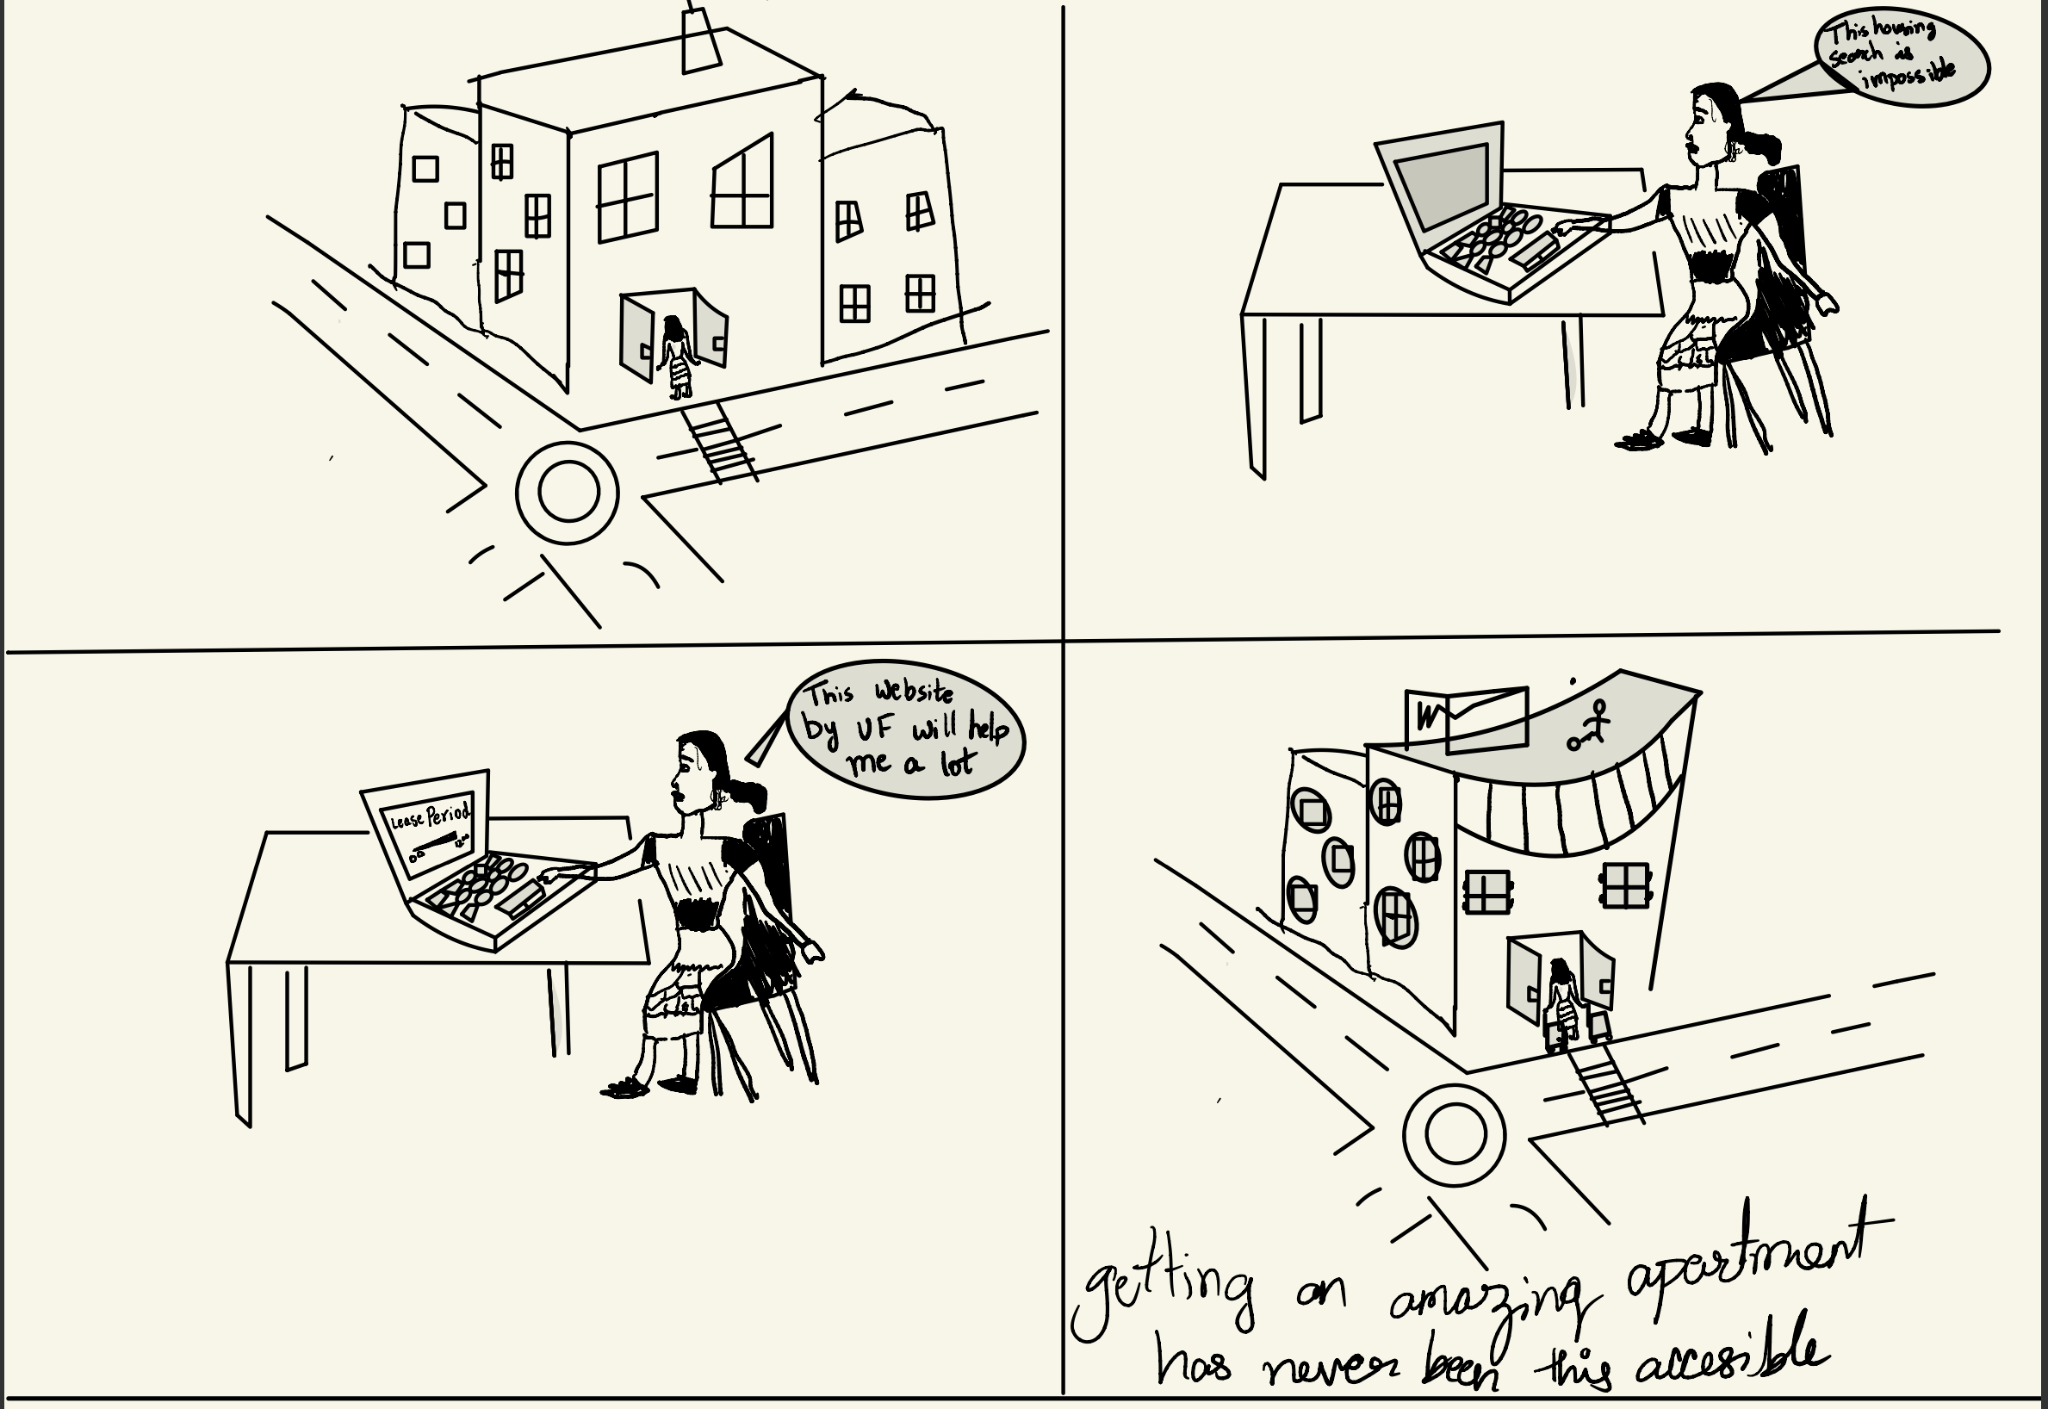 This housing
search is
impossible
This website
by UF will help
me a lot
Lease Period
W
getting an amazing apartment
has never been this accesible